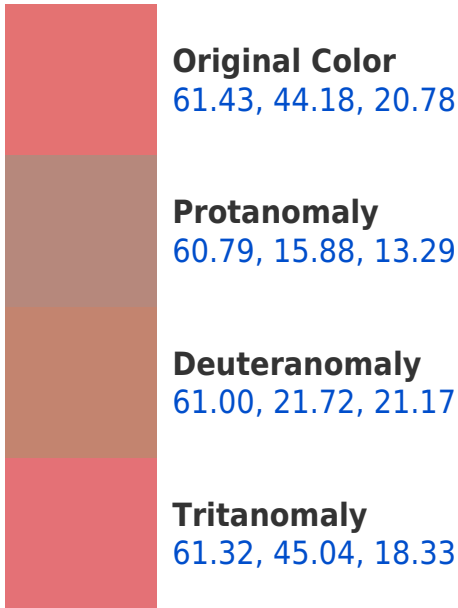 Original Color
61.43, 44.18, 20.78
Protanomaly
60.79, 15.88, 13.29
Deuteranomaly
61.00, 21.72, 21.17
Tritanomaly
61.32, 45.04, 18.33